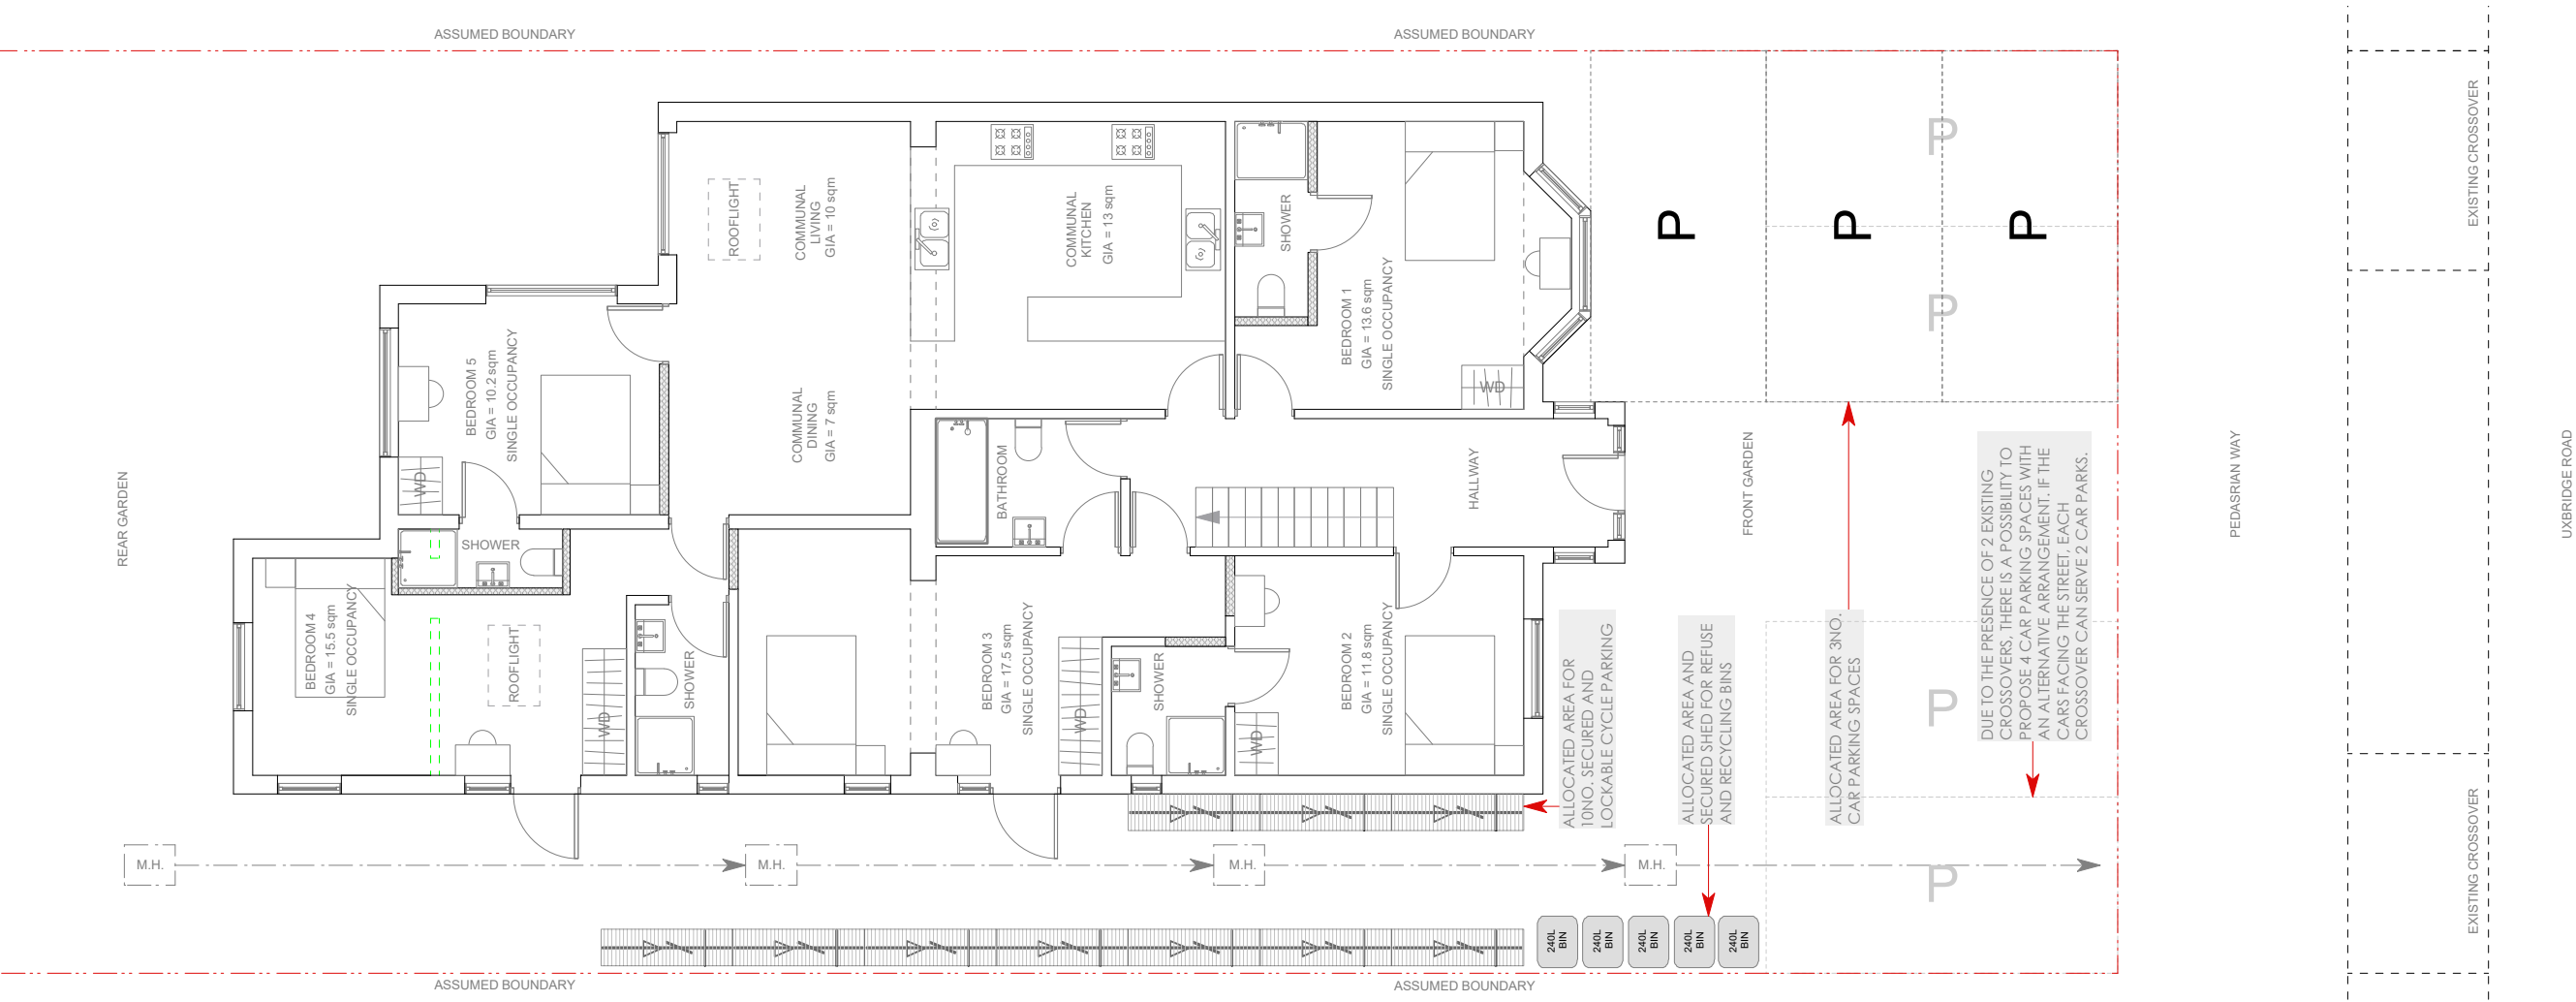 ASSUMED BOUNDARY
ASSUMED BOUNDARY
REAR GARDEN
BEDROOM 5
GIA = 10.2 sqm
SINGLE OCCUPANCY
WD
ROOFLIGHT
COMMUNAL
LIVING
GIA = 10 sqm
COMMUNAL
DINING
GIA = 7 sqm
COMMUNAL
KITCHEN
GIA = 13 sqm
SHOWER
BEDROOM 1
GIA = 13.6 sqm
SINGLE OCCUPANCY
WD
P
P
P
P
P
EXISTING CROSSOVER
BATHROOM
HALLWAY
FRONT GARDEN
PEDASRIAN WAY
UXBRIDGE ROAD
SHOWER
BEDROOM 4
GIA = 15.5 sqm
SINGLE OCCUPANCY
ROOFLIGHT
WD
SHOWER
BEDROOM 3
GIA = 17.5 sqm
SINGLE OCCUPANCY
WD
SHOWER
WD
BEDROOM 2
GIA = 11.8 sqm
SINGLE OCCUPANCY
ALLOCATED AREA FOR
10NO. SECURED AND
LOCKABLE CYCLE PARKING
ALLOCATED AREA AND
SECURED SHED FOR REFUSE
AND RECYCLING BINS
ALLOCATED AREA FOR 3NO.
CAR PARKING SPACES
DUE TO THE PRESENCE OF 2 EXISTING
CROSSOVERS, THERE IS A POSSIBILITY TO
PROPOSE 4 CAR PARKING SPACES WITH
AN ALTERNATIVE ARRANGEMENT. IF THE
CARS FACING THE STREET, EACH
CROSSOVER CAN SERVE 2 CAR PARKS.
P
P
EXISTING CROSSOVER
M.H.
M.H.
M.H.
M.H.
240L
BIN
240L
BIN
240L
BIN
240L
BIN
240L
BIN
ASSUMED BOUNDARY
ASSUMED BOUNDARY